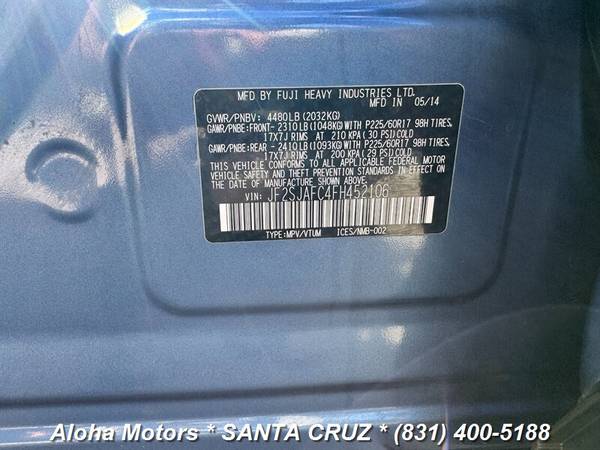 MFD BY FUJI HEAVY INDUSTRIES LTD.
MFD IN 05/14
GVWR/PNBV: 4480LB (2032KG)
GAWR/PNBE: FRONT- 2310LB (1048KG) WITH P225/60R17 98H TIRES,
17X7J RIMS AT 210 KPA (30 PSI) COLD
GAWR/PNBE: REAR - 2410LB (1093KG) WITH P225/60R17 98H TIRES,
17X7J RIMS AT 200 KPA (29 PSI) COLD
THIS VEHICLE CONFORMS TO ALL APPLICABLE FEDERAL MOTOR
VEHICLE SAFETY AND THEFT PREVENTION STANDARDS IN EFFECT
ON THE DATE OF MANUFACTURE SHOWN ABOVE.
VIN: JF2SJAFC4FH452106
TYPE: MPV/VTUM ICES/NMB-002
Aloha Motors * SANTA CRUZ * (831) 400-5188